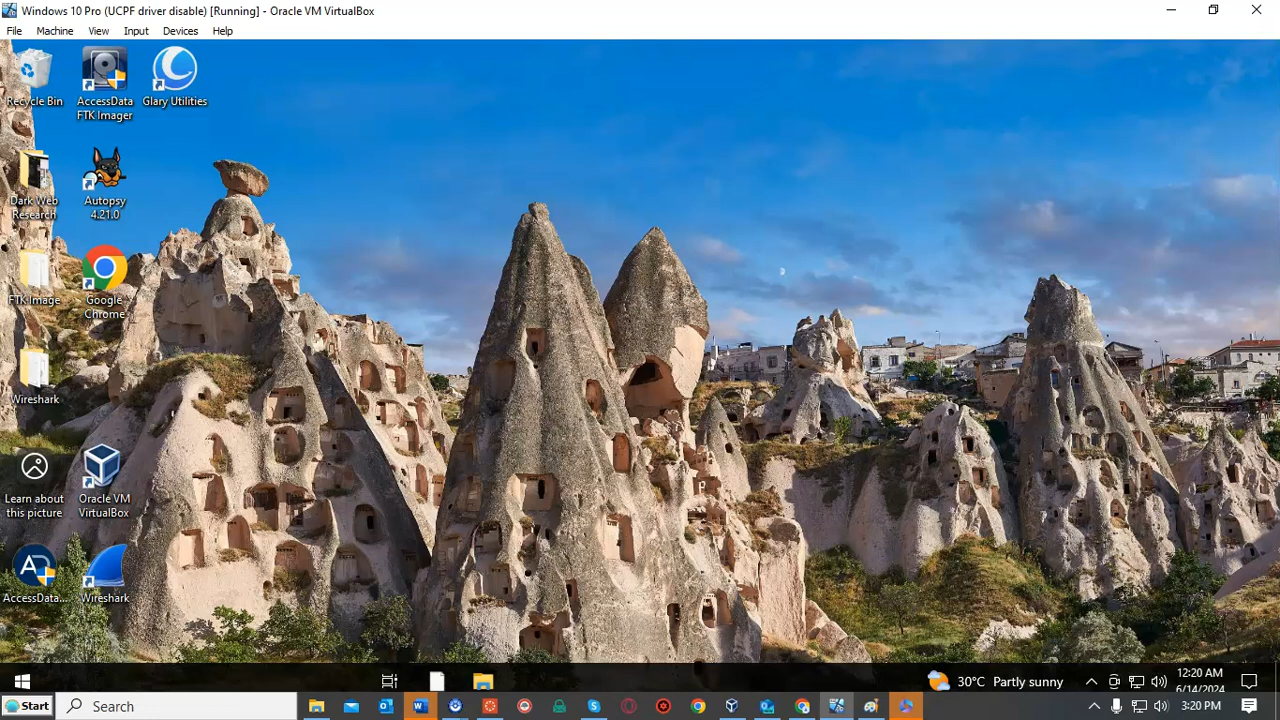 Windows 10 Pro (UCPF driver disable) [Running] - Oracle VM VirtualBox
File Machine View Input Devices Help
Recycle Bin
AccessData
FTK Imager
Glary Utilities
Dark Web
Research
Autopsy
4.21.0
FTK Image
Google
Chrome
Wireshark
Learn about
this picture
Oracle VM
VirtualBox
AccessData...
Wireshark
30°C Partly sunny
12:20 AM
6/14/2024
Start
Search
3:20 PM